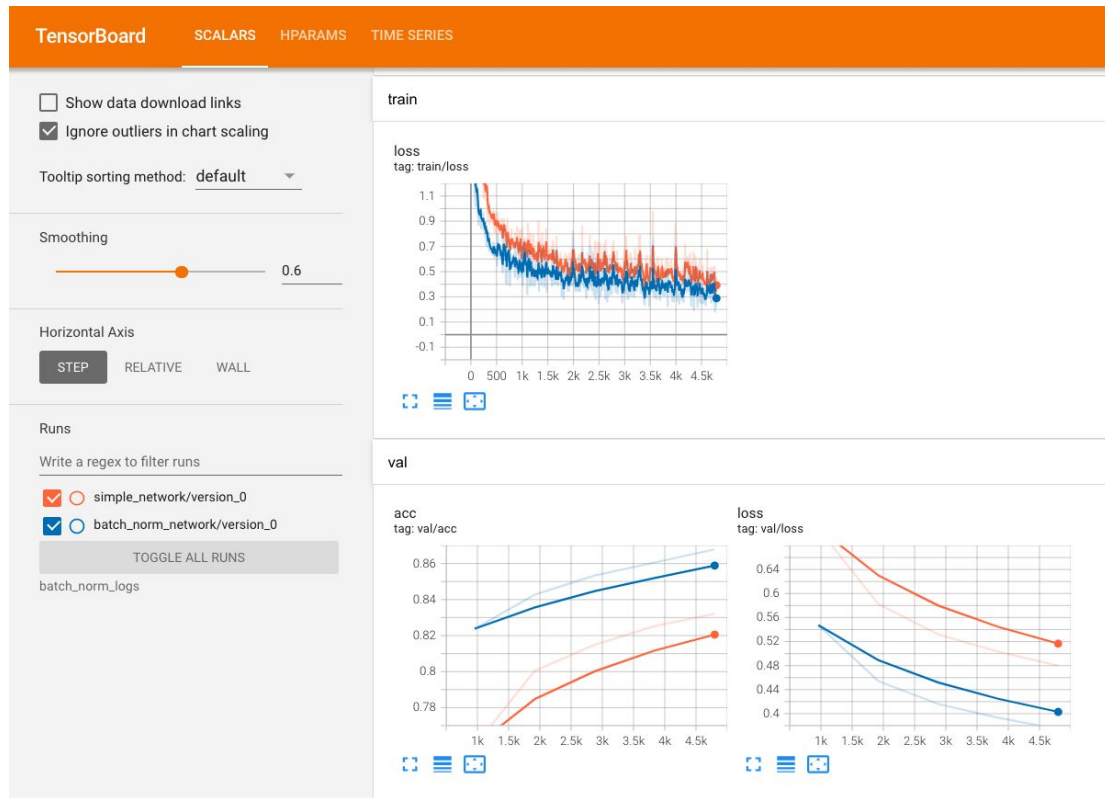 TensorBoard SCALARS HPARAMS TIME SERIES
Show data download links
Ignore outliers in chart scaling
Tooltip sorting method: default
Smoothing
0.6
Horizontal Axis
STEP RELATIVE WALL
Runs
Write a regex to filter runs
simple_network/version_0
batch_norm_network/version_0
TOGGLE ALL RUNS
batch_norm_logs
train
loss
tag: train/loss
1.1
0.9
0.7
0.5
0.3
0.1
-0.1
0 500 1k 1.5k 2k 2.5k 3k 3.5k 4k 4.5k
val
acc
tag: val/acc
0.86
0.84
0.82
0.8
0.78
1k 1.5k 2k 2.5k 3k 3.5k 4k 4.5k
loss
tag: val/loss
0.64
0.6
0.56
0.52
0.48
0.44
0.4
1k 1.5k 2k 2.5k 3k 3.5k 4k 4.5k